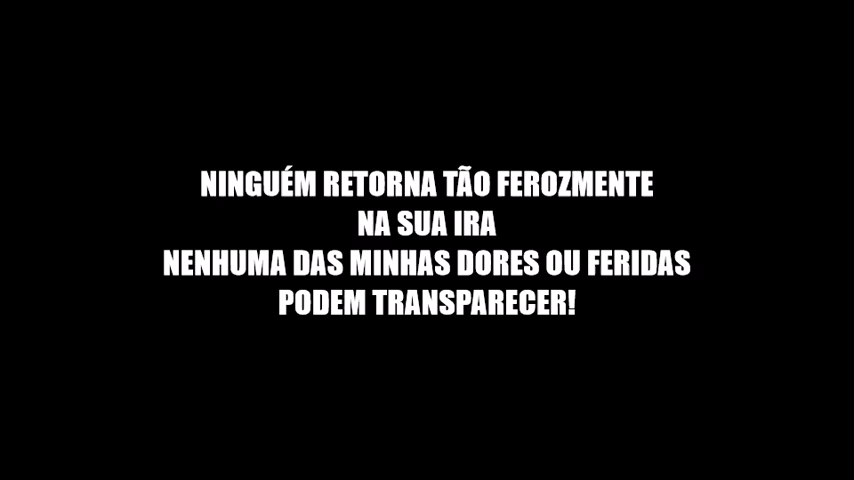 NINGUÉM RETORNA TÃO FEROZMENTE
NA SUA IRA
NENHUMA DAS MINHAS DORES OU FERIDAS
PODEM TRANSPARECER!